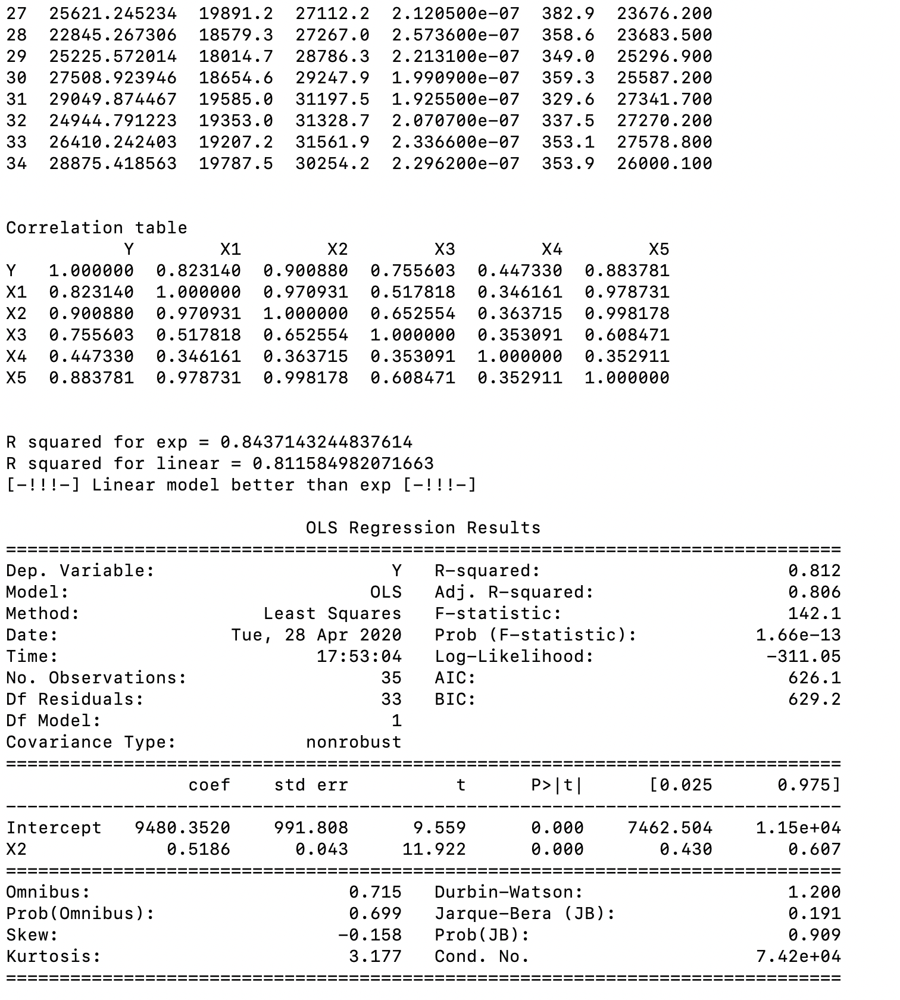 27  25621.245234  19891.2  27112.2  2.120500e-07  382.9  23676.200
28  22845.267306  18579.3  27267.0  2.573600e-07  358.6  23683.500
29  25225.572014  18014.7  28786.3  2.213100e-07  349.0  25296.900
30  27508.923946  18654.6  29247.9  1.990900e-07  359.3  25587.200
31  29049.874467  19585.0  31197.5  1.925500e-07  329.6  27341.700
32  24944.791223  19353.0  31328.7  2.070700e-07  337.5  27270.200
33  26410.242403  19207.2  31561.9  2.336600e-07  353.1  27578.800
34  28875.418563  19787.5  30254.2  2.296200e-07  353.9  26000.100
Correlation table
           Y        X1        X2        X3        X4        X5
Y   1.000000  0.823140  0.900880  0.755603  0.447330  0.883781
X1  0.823140  1.000000  0.970931  0.517818  0.346161  0.978731
X2  0.900880  0.970931  1.000000  0.652554  0.363715  0.998178
X3  0.755603  0.517818  0.652554  1.000000  0.353091  0.608471
X4  0.447330  0.346161  0.363715  0.353091  1.000000  0.352911
X5  0.883781  0.978731  0.998178  0.608471  0.352911  1.000000
R squared for exp = 0.8437143244837614
R squared for linear = 0.811584982071663
[-!!!-] Linear model better than exp [-!!!-]
                            OLS Regression Results
==============================================================================
Dep. Variable:                      Y   R-squared:                       0.812
Model:                            OLS   Adj. R-squared:                  0.806
Method:                 Least Squares   F-statistic:                     142.1
Date:                Tue, 28 Apr 2020   Prob (F-statistic):           1.66e-13
Time:                        17:53:04   Log-Likelihood:                -311.05
No. Observations:                  35   AIC:                             626.1
Df Residuals:                      33   BIC:                             629.2
Df Model:                           1
Covariance Type:            nonrobust
==============================================================================
                 coef    std err          t      P>|t|      [0.025      0.975]
------------------------------------------------------------------------------
Intercept   9480.3520    991.808      9.559      0.000    7462.504    1.15e+04
X2             0.5186      0.043     11.922      0.000       0.430       0.607
==============================================================================
Omnibus:                        0.715   Durbin-Watson:                   1.200
Prob(Omnibus):                  0.699   Jarque-Bera (JB):                0.191
Skew:                          -0.158   Prob(JB):                        0.909
Kurtosis:                       3.177   Cond. No.                     7.42e+04
==============================================================================